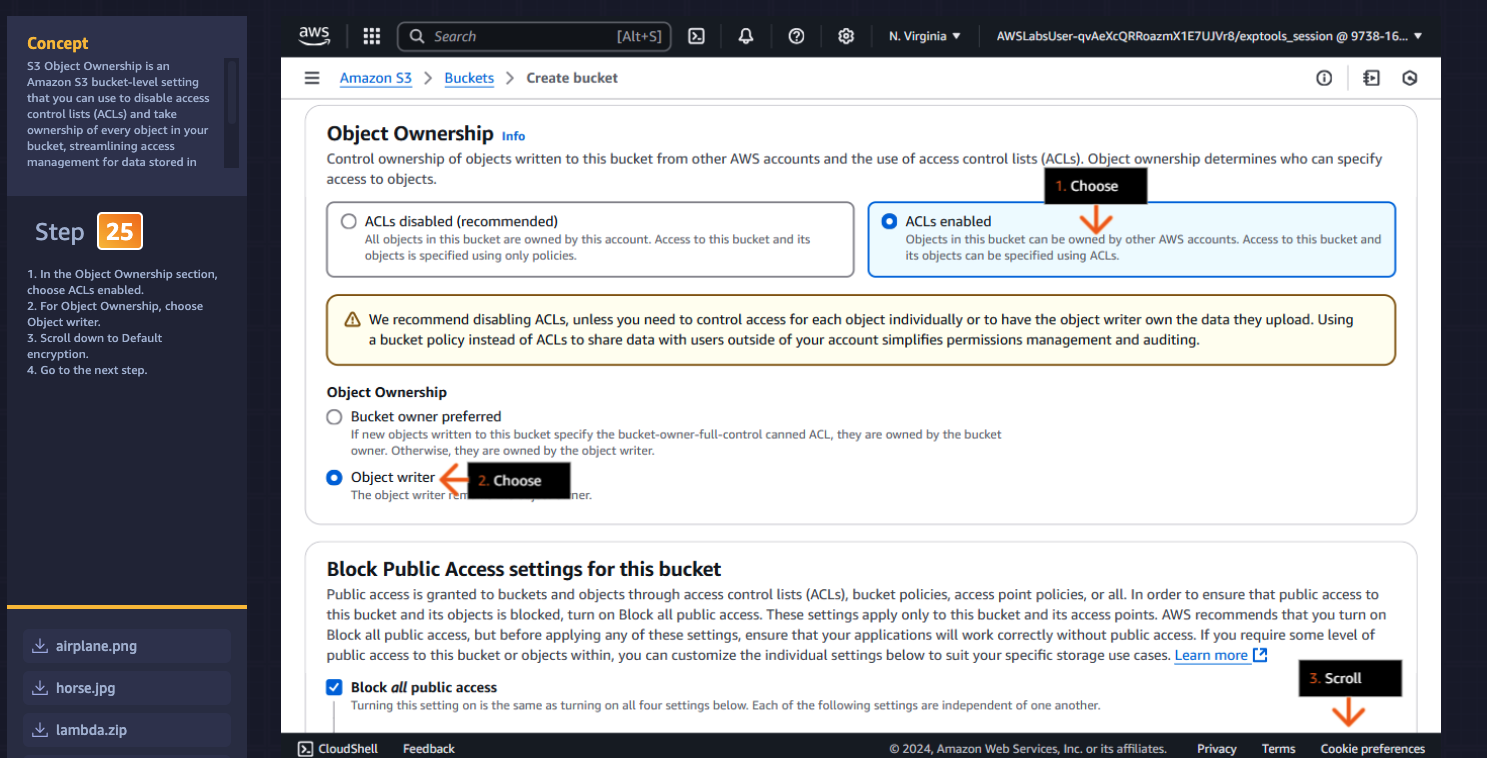 Concept
S3 Object Ownership is an
Amazon S3 bucket-level setting
that you can use to disable access
control lists (ACLs) and take
ownership of every object in your
bucket, streamlining access
management for data stored in
Step 25
1. In the Object Ownership section,
choose ACLs enabled.
2. For Object Ownership, choose
Object writer.
3. Scroll down to Default
encryption.
4. Go to the next step.
airplane.png
horse.jpg
lambda.zip
aws
Search [Alt+S]
N. Virginia
AWSLabsUser-qvAeXcQRRoazmX1E7UJVr8/exptools_session @ 9738-16...
Amazon S3 > Buckets > Create bucket
Object Ownership Info
Control ownership of objects written to this bucket from other AWS accounts and the use of access control lists (ACLs). Object ownership determines who can specify
access to objects.
1. Choose
ACLs disabled (recommended)
All objects in this bucket are owned by this account. Access to this bucket and its
objects is specified using only policies.
ACLs enabled
Objects in this bucket can be owned by other AWS accounts. Access to this bucket and
its objects can be specified using ACLs.
We recommend disabling ACLs, unless you need to control access for each object individually or to have the object writer own the data they upload. Using
a bucket policy instead of ACLs to share data with users outside of your account simplifies permissions management and auditing.
Object Ownership
Bucket owner preferred
If new objects written to this bucket specify the bucket-owner-full-control canned ACL, they are owned by the bucket
owner. Otherwise, they are owned by the object writer.
Object writer
2. Choose
The object writer
Block Public Access settings for this bucket
Public access is granted to buckets and objects through access control lists (ACLs), bucket policies, access point policies, or all. In order to ensure that public access to
this bucket and its objects is blocked, turn on Block all public access. These settings apply only to this bucket and its access points. AWS recommends that you turn on
Block all public access, but before applying any of these settings, ensure that your applications will work correctly without public access. If you require some level of
public access to this bucket or objects within, you can customize the individual settings below to suit your specific storage use cases. Learn more
3. Scroll
Block all public access
Turning this setting on is the same as turning on all four settings below. Each of the following settings are independent of one another.
CloudShell Feedback
© 2024, Amazon Web Services, Inc. or its affiliates. Privacy Terms Cookie preferences